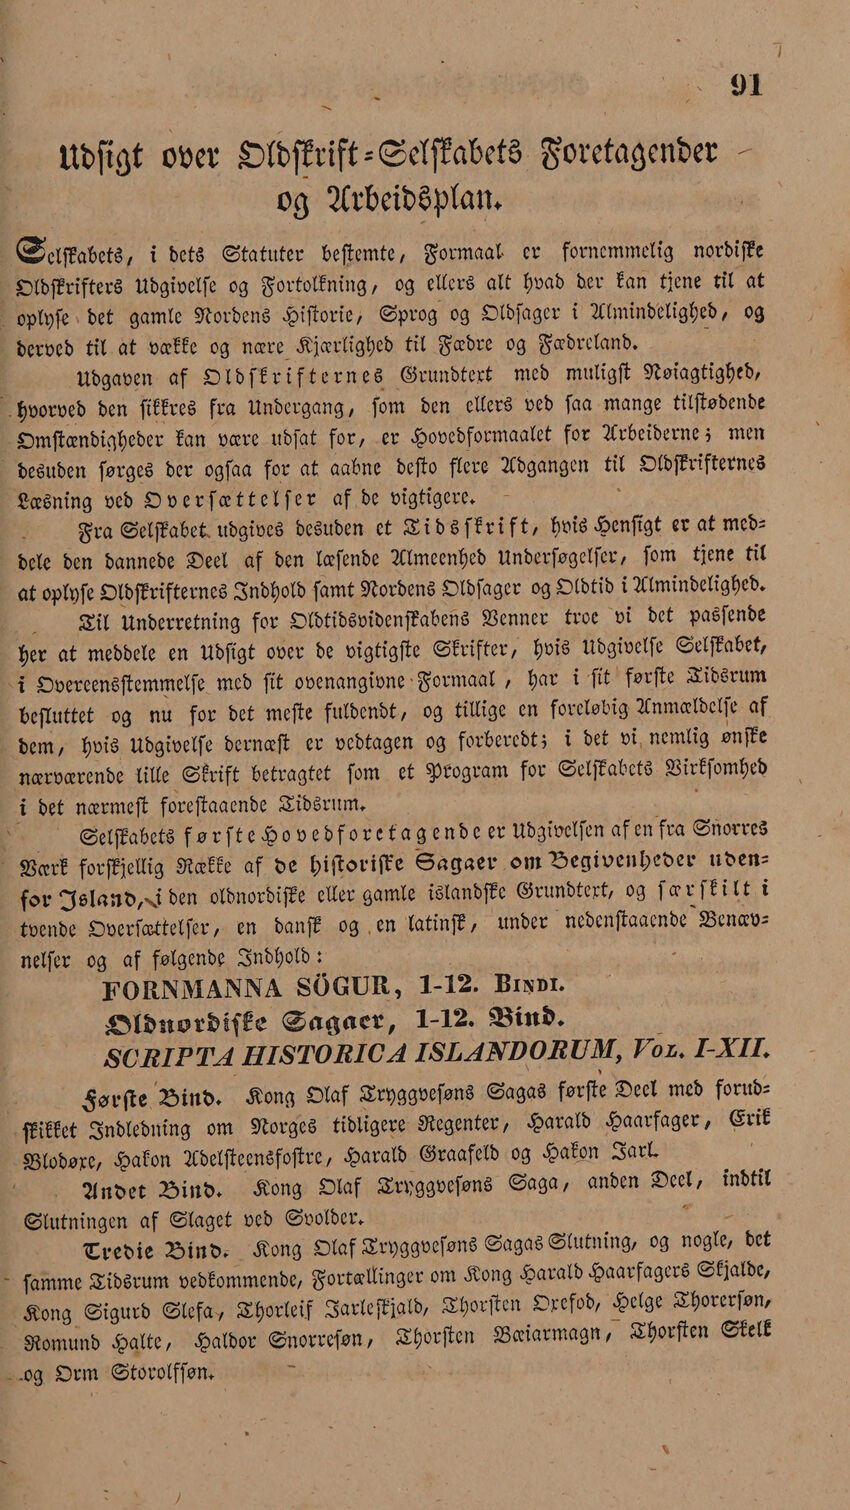 91
Udsigt over Oldskrift-Selskabets Foretagender
og Arbeidsplan.
Selskabets, i dets Statuter bestemte, Formaal er fornemmelig nordiske
Oldskrifters Udgivelse og Fortolkning, og ellers alt hvad der kan tjene til at
oplyse det gamle Nordens Historie, Sprog og Oldsager i Almindelighed, og
derved til at vække og nære Kjærlighed til Fædre og Fædreland.
Udgaven af Oldskrifternes Grundtext med muligst Nøiagtighed,
hvorved den sikkres fra Undergang, som den ellers ved saa mange tilstødende
Omstændigheder kan være udsat for, er Hovedformaalet for Arbeiderne; men
desuden sørges der ogsaa for at aabne desto flere Adgangen til Oldskrifternes
Læsning ved Oversættelser af de vigtigere.
Fra Selskabet udgives desuden et Tidsskrift, hvis Hensigt er at med-
dele den dannede Deel af den læsende Almeenhed Undersøgelser, som tjene til
at oplyse Oldskrifternes Indhold samt Nordens Oldsager og Oldtid i Almindelighed.
Til Underretning for Oldtidsvidenskabens Venner troe vi det passende
her at meddele en Udsigt over de vigtigste Skrifter, hvis Udgivelse Selskabet,
i Overeensstemmelse med sit ovenangivne Formaal, har i sit første Tidsrum
besluttet og nu for det meste fuldendt, og tillige en foreløbig Anmældelse af
dem, hvis Udgivelse dernæst er vedtagen og forberedt; i det vi nemlig ønske
nærværende lille Skrift betragtet som et Program for Selskabets Virksomhed
i det nærmest forestaaende Tidsrum.
Selskabets første Hovedforetagende er Udgivelsen af en fra Snorres
Værk forskjellig Række af de historiske Sagaer om Begivenheder uden-
for Island, i den oldnordiske eller gamle islandske Grundtext, og særskilt i
tvende Oversættelser, en dansk og en latinsk, under nedenstaaende Benæv-
nelser og af følgende Indhold:
FORNMANNA SÖGUR, 1-12. BINDI.
Oldnordiske Sagaer, 1-12. Bind.
SCRIPTA HISTORICA ISLANDORUM, VOL. I-XII.
Første Bind. Kong Olaf Tryggvesøns Sagas første Deel med forud-
skikket Indledning om Norges tidligere Regenter, Harald Haarfager, Erik
Blodøxe, Hakon Adelsteensfostre, Harald Graafeld og Hakon Jarl.
Andet Bind. Kong Olaf Tryggvesøns Saga, anden Deel, indtil
Slutningen af Slaget ved Svolder.
Tredie Bind. Kong Olaf Tryggvesøns Sagas Slutning, og nogle, det
samme Tidsrum vedkommende, Fortællinger om Kong Harald Haarfagers Skjalde,
Kong Sigurd Slefa, Thorleif Jarleskjald, Thorsten Oxefod, Helge Thorersøn,
Romund Halte, Haldor Snorresøn, Thorsten Bæiarmagn, Thorsten Skelk
og Orm Storolfsøn.